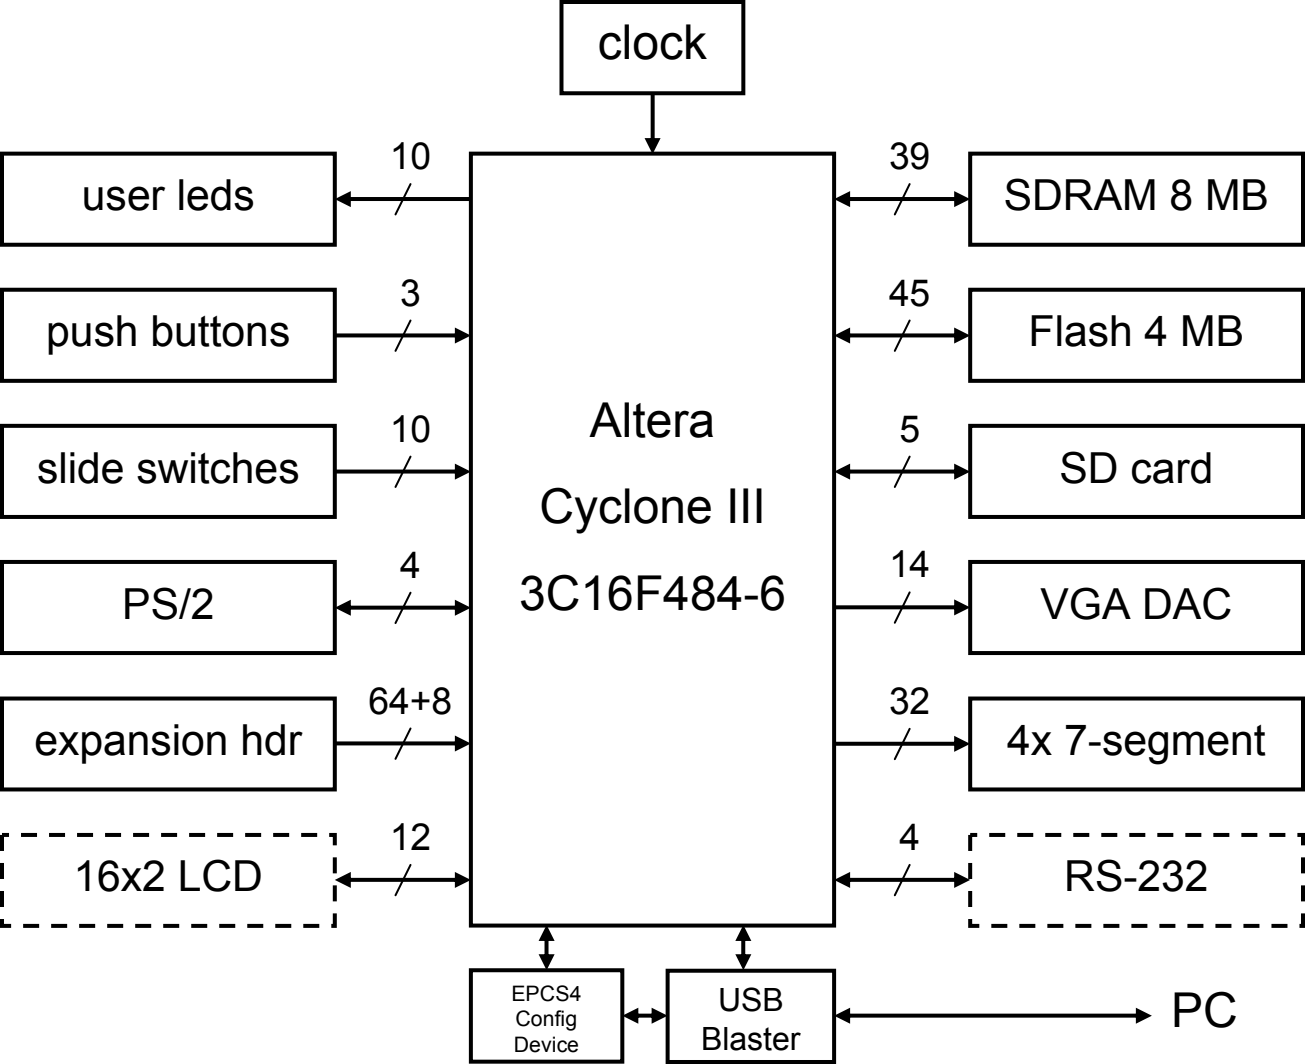 clock
10
user leds
39
SDRAM 8 MB
3
push buttons
45
Flash 4 MB
10
slide switches
5
SD card
Altera
Cyclone III
3C16F484-6
4
PS/2
14
VGA DAC
64+8
expansion hdr
32
4x 7-segment
12
16x2 LCD
4
RS-232
EPCS4
Config
Device
USB
Blaster
PC